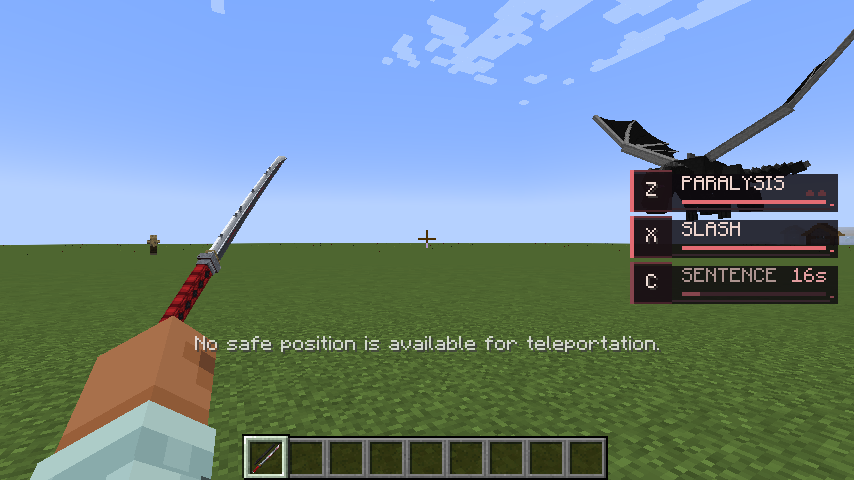 Z PARALYSIS
X SLASH
C SENTENCE 16s
No safe position is available for teleportation.